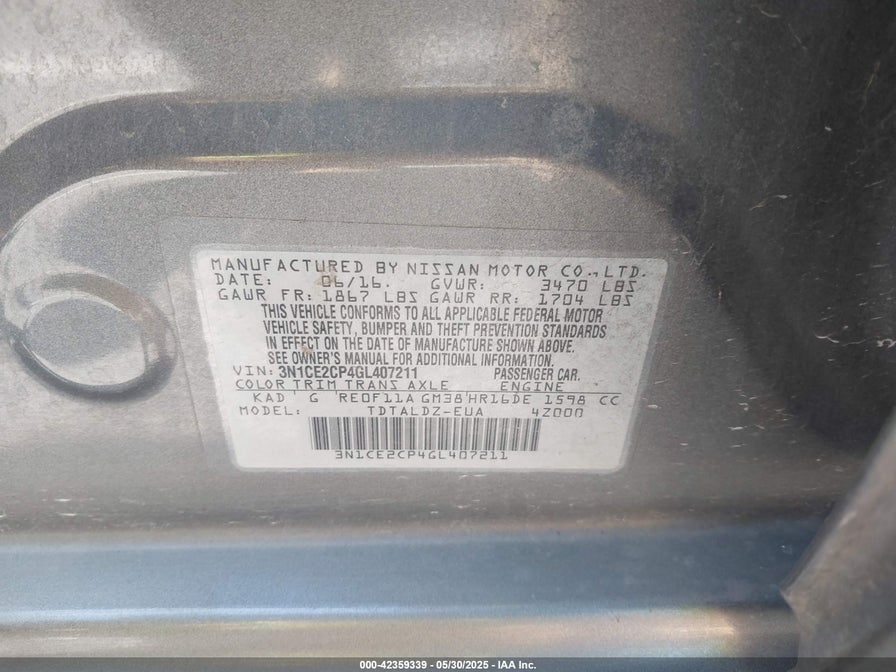 MANUFACTURED BY NISSAN MOTOR CO.,LTD.
DATE: 06/16. GVWR: 3470 LBS
GAWR FR: 1867 LBS GAWR RR: 1704 LBS
THIS VEHICLE CONFORMS TO ALL APPLICABLE FEDERAL MOTOR
VEHICLE SAFETY, BUMPER AND THEFT PREVENTION STANDARDS
IN EFFECT ON THE DATE OF MANUFACTURE SHOWN ABOVE.
SEE OWNER'S MANUAL FOR ADDITIONAL INFORMATION.
VIN: 3N1CE2CP4GL407211 PASSENGER CAR.
COLOR TRIM TRANS AXLE ENGINE
KAD G RE0F11A GM38 HR16DE 1598 CC
MODEL: TDTALDZ-EUA 4Z000
3N1CE2CP4GL407211
000-42359339 - 05/30/2025 - IAA Inc.